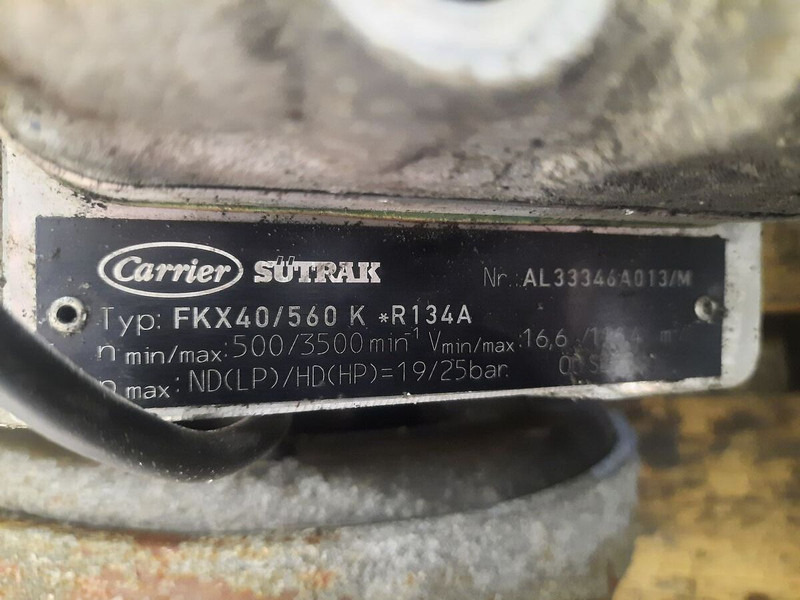 Carrier SÜTRAK Nr.: AL33346A013/M
Typ: FKX40/560 K *R134A
n min/max: 500/3500 min⁻¹ Vmin/max: 16,6
p max: ND(LP)/HD(HP)=19/25bar.